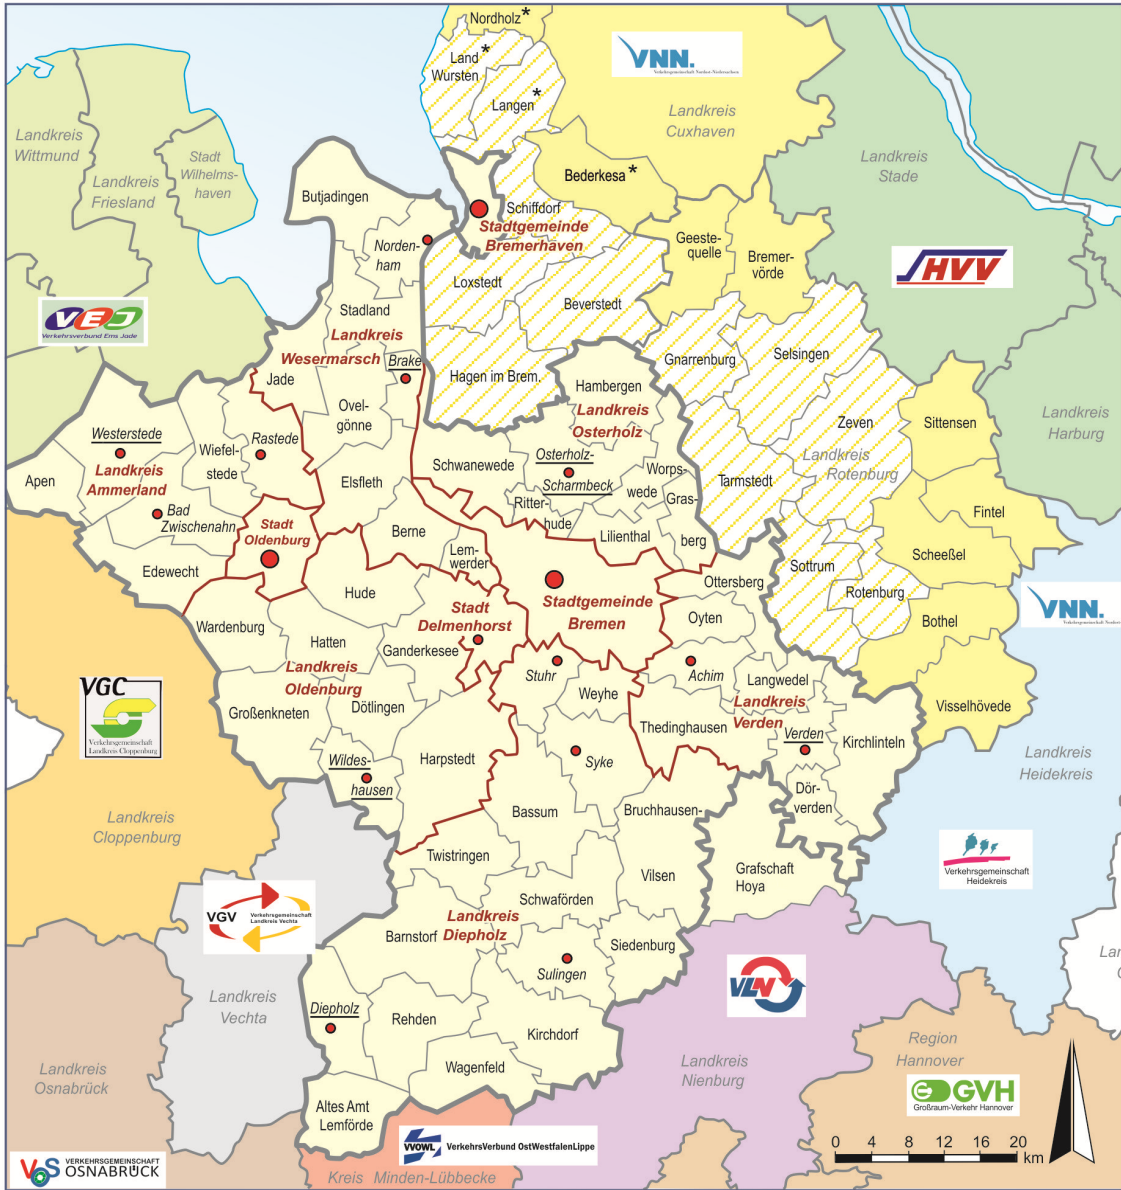 Nordholz*
Land*
Wursten
Langen*
VNN.
Verkehrsgemeinschaft Nordost-Niedersachsen
Landkreis
Cuxhaven
Landkreis
Wittmund
Landkreis
Friesland
Stadt
Wilhelms-
haven
Landkreis
Stade
Bederkesa*
Butjadingen
Schiffdorf
Stadtgemeinde
Bremerhaven
Norden-
ham
Geeste-
quelle
Bremer-
vörde
HVV
Loxstedt
Beverstedt
VEJ
Verkehrsverbund Ems Jade
Stadland
Landkreis
Wesermarsch
Brake
Jade
Ovel-
gönne
Hagen im Brem.
Gnarrenburg
Selsingen
Hambergen
Landkreis
Osterholz
Zeven
Sittensen
Landkreis
Harburg
Landkreis
Rotenburg
Westerstede
Wiefel-
stede
Rastede
Landkreis
Ammerland
Apen
Bad
Zwischenahn
Elsfleth
Schwanewede
Osterholz-
Scharmbeck
Worps-
wede
Gras-
berg
Ritter-
hude
Lilienthal
Tarmstedt
Fintel
Scheeßel
Stadt
Oldenburg
Berne
Lem-
werder
Edewecht
Ottersberg
Sottrum
Rotenburg
Bothel
VNN.
Hude
Stadt
Delmenhorst
Stadtgemeinde
Bremen
Oyten
Wardenburg
Hatten
Ganderkesee
Landkreis
Oldenburg
Stuhr
Achim
Langwedel
Weyhe
Landkreis
Verden
Visselhövede
VGC
Verkehrsgemeinschaft
Landkreis Cloppenburg
Großenkneten
Dötlingen
Thedinghausen
Verden
Kirchlinteln
Wildes-
hausen
Harpstedt
Syke
Landkreis
Heidekreis
Dör-
verden
Bassum
Bruchhausen-
Vilsen
Landkreis
Cloppenburg
Twistringen
Grafschaft
Hoya
Verkehrsgemeinschaft
Heidekreis
VGV
Verkehrsgemeinschaft
Landkreis Vechta
Schwaförden
Landkreis
Diepholz
Barnstorf
Siedenburg
Sulingen
VLN
Landkreis
Vechta
Diepholz
Rehden
Kirchdorf
Landkreis
Osnabrück
Wagenfeld
Landkreis
Nienburg
Region
Hannover
GVH
Großraum-Verkehr Hannover
Altes Amt
Lemförde
VVOWL VerkehrsVerbund OstWestfalenLippe
0 4 8 12 16 20
km
VOS VERKEHRSGEMEINSCHAFT
OSNABRÜCK
Kreis Minden-Lübbecke